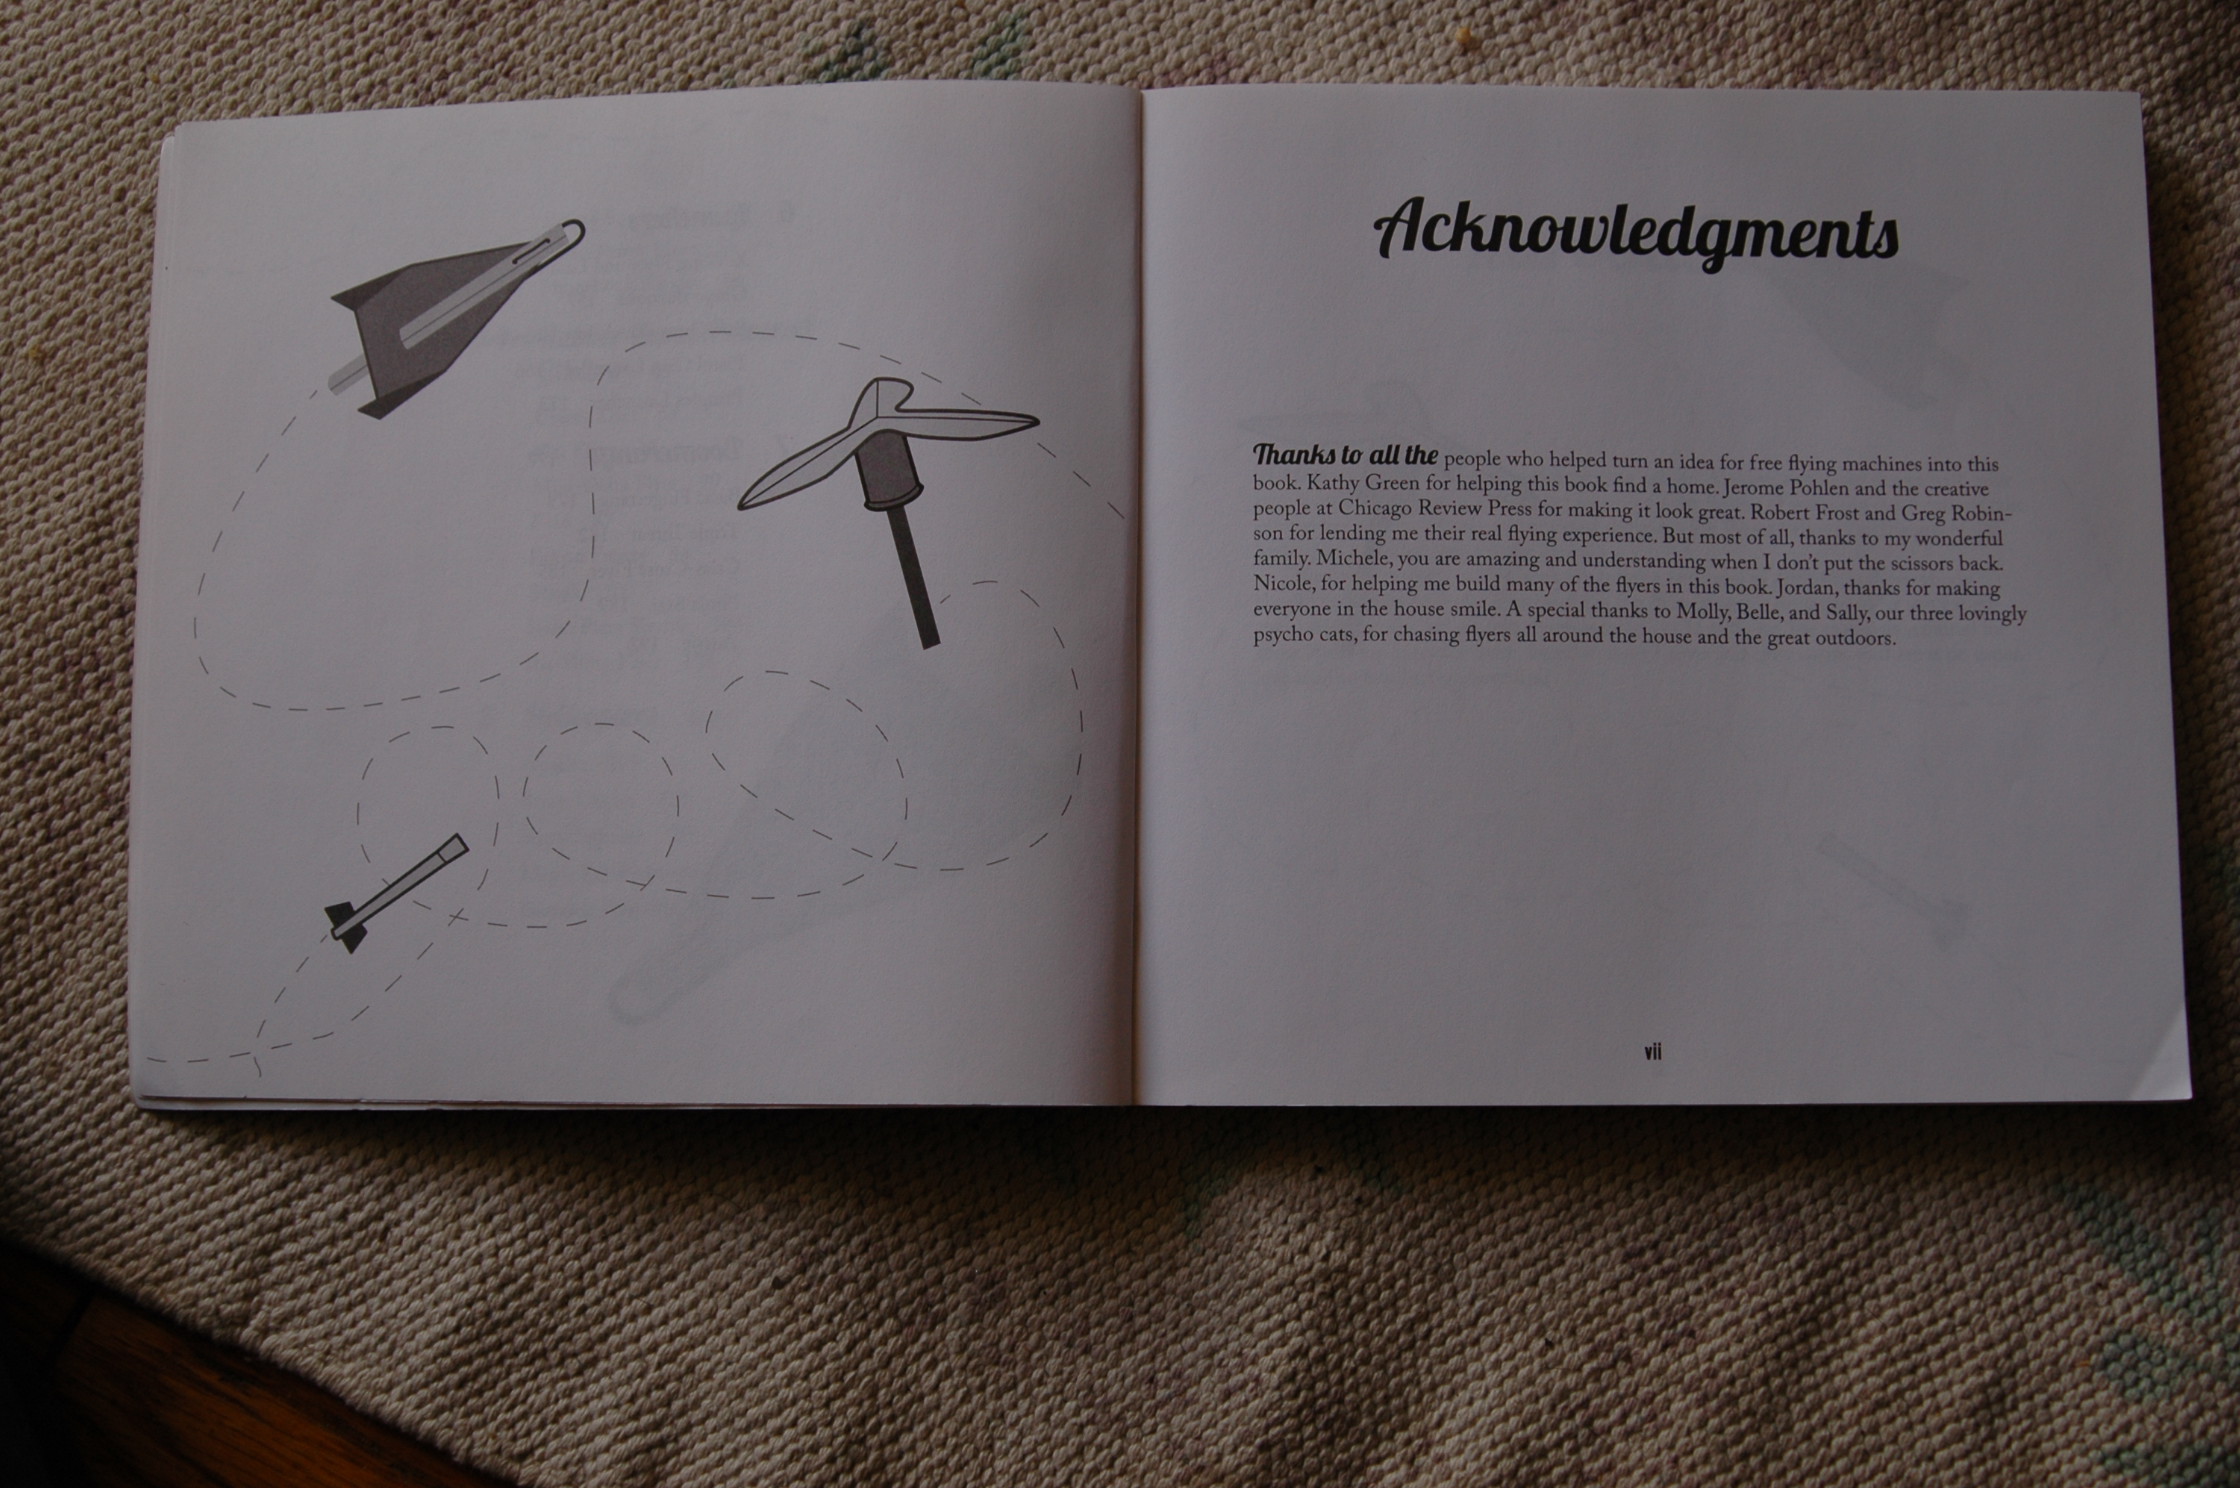 Acknowledgments
Thanks to all the people who helped turn an idea for free flying machines into this
book. Kathy Green for helping this book find a home. Jerome Pohlen and the creative
people at Chicago Review Press for making it look great. Robert Frost and Greg Robin-
son for lending me their real flying experience. But most of all, thanks to my wonderful
family. Michele, you are amazing and understanding when I don't put the scissors back.
Nicole, for helping me build many of the flyers in this book. Jordan, thanks for making
everyone in the house smile. A special thanks to Molly, Belle, and Sally, our three lovingly
psycho cats, for chasing flyers all around the house and the great outdoors.
vii